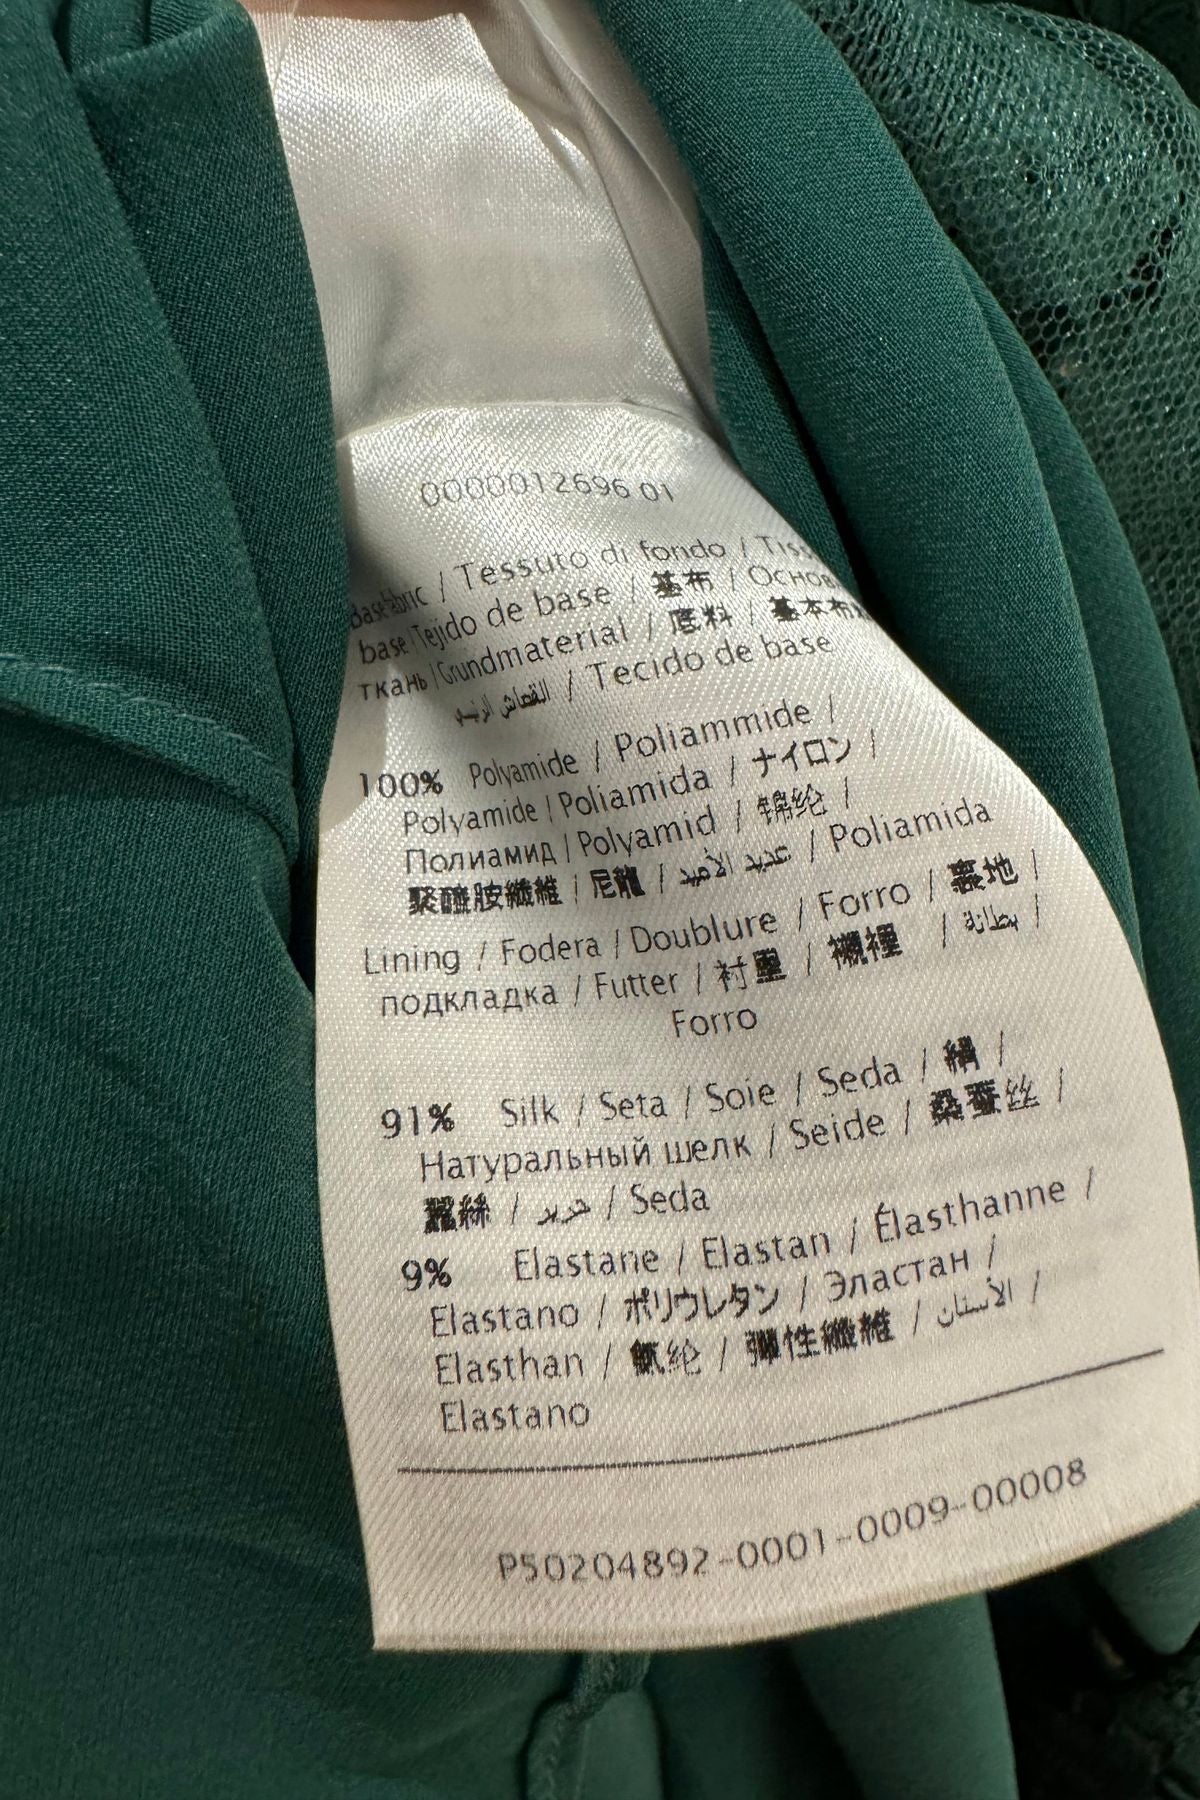 0000012696 01
Base fabric / Tessuto di fondo / Tiss
base / Tejido de base / 基布 / Основ
ткань / Grundmaterial / 底料 / 基本布
القماش / Tecido de base
100% Polyamide / Poliammide /
Polyamide / Poliamida / ナイロン /
Полиамид / Polyamid / 锦纶 /
聚醯胺纖維 / 尼龍 / / Poliamida
Lining / Fodera / Doublure / Forro / 裏地 /
подкладка / Futter / 衬里 / 襯裡 / بطانة /
Forro
91% Silk / Seta / Soie / Seda / 絹 /
Натуральный шелк / Seide / 桑蚕丝 /
蠶絲 / حرير / Seda
9% Elastane / Elastan / Élasthanne /
Elastano / ポリウレタン / Эластан /
Elasthan / 氨纶 / 彈性纖維 / الأستان /
Elastano
P50204892-0001-0009-00008